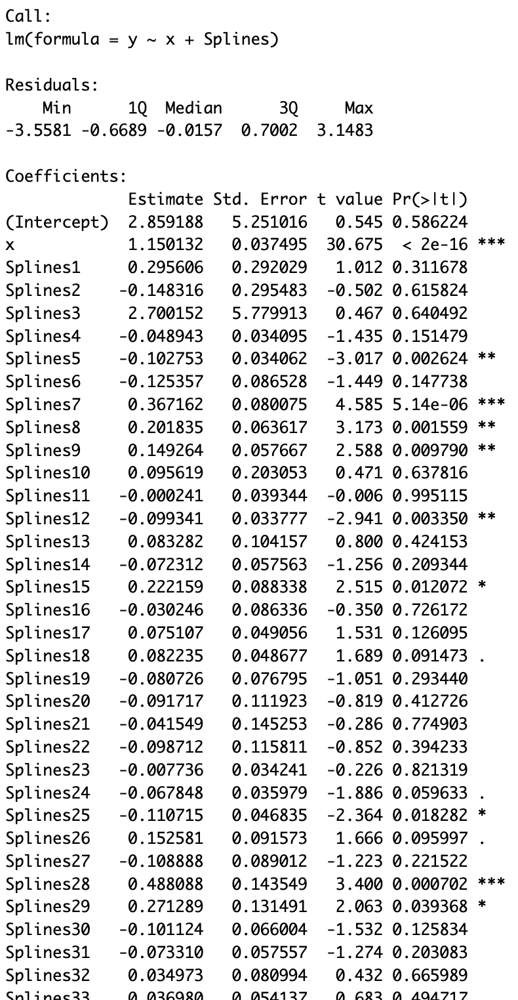 Call:
lm(formula = y ~ x + Splines)
Residuals:
Min 1Q Median 3Q Max
-3.5581 -0.6689 -0.0157 0.7002 3.1483
Coefficients:
Estimate Std. Error t value Pr(>|t|)
(Intercept) 2.859188 5.251016 0.545 0.586224
x 1.150132 0.037495 30.675 < 2e-16 ***
Splines1 0.295606 0.292029 1.012 0.311678
Splines2 -0.148316 0.295483 -0.502 0.615824
Splines3 2.700152 5.779913 0.467 0.640492
Splines4 -0.048943 0.034095 -1.435 0.151479
Splines5 -0.102753 0.034062 -3.017 0.002624 **
Splines6 -0.125357 0.086528 -1.449 0.147738
Splines7 0.367162 0.080075 4.585 5.14e-06 ***
Splines8 0.201835 0.063617 3.173 0.001559 **
Splines9 0.149264 0.057667 2.588 0.009790 **
Splines10 0.095619 0.203053 0.471 0.637816
Splines11 -0.000241 0.039344 -0.006 0.995115
Splines12 -0.099341 0.033777 -2.941 0.003350 **
Splines13 0.083282 0.104157 0.800 0.424153
Splines14 -0.072312 0.057563 -1.256 0.209344
Splines15 0.222159 0.088338 2.515 0.012072 *
Splines16 -0.030246 0.086336 -0.350 0.726172
Splines17 0.075107 0.049056 1.531 0.126095
Splines18 0.082235 0.048677 1.689 0.091473 .
Splines19 -0.080726 0.076795 -1.051 0.293440
Splines20 -0.091717 0.111923 -0.819 0.412726
Splines21 -0.041549 0.145253 -0.286 0.774903
Splines22 -0.098712 0.115811 -0.852 0.394233
Splines23 -0.007736 0.034241 -0.226 0.821319
Splines24 -0.067848 0.035979 -1.886 0.059633 .
Splines25 -0.110715 0.046835 -2.364 0.018282 *
Splines26 0.152581 0.091573 1.666 0.095997 .
Splines27 -0.108888 0.089012 -1.223 0.221522
Splines28 0.488088 0.143549 3.400 0.000702 ***
Splines29 0.271289 0.131491 2.063 0.039368 *
Splines30 -0.101124 0.066004 -1.532 0.125834
Splines31 -0.073310 0.057557 -1.274 0.203083
Splines32 0.034973 0.080994 0.432 0.665989
Splines33 0.036980 0.054137 0.683 0.494717